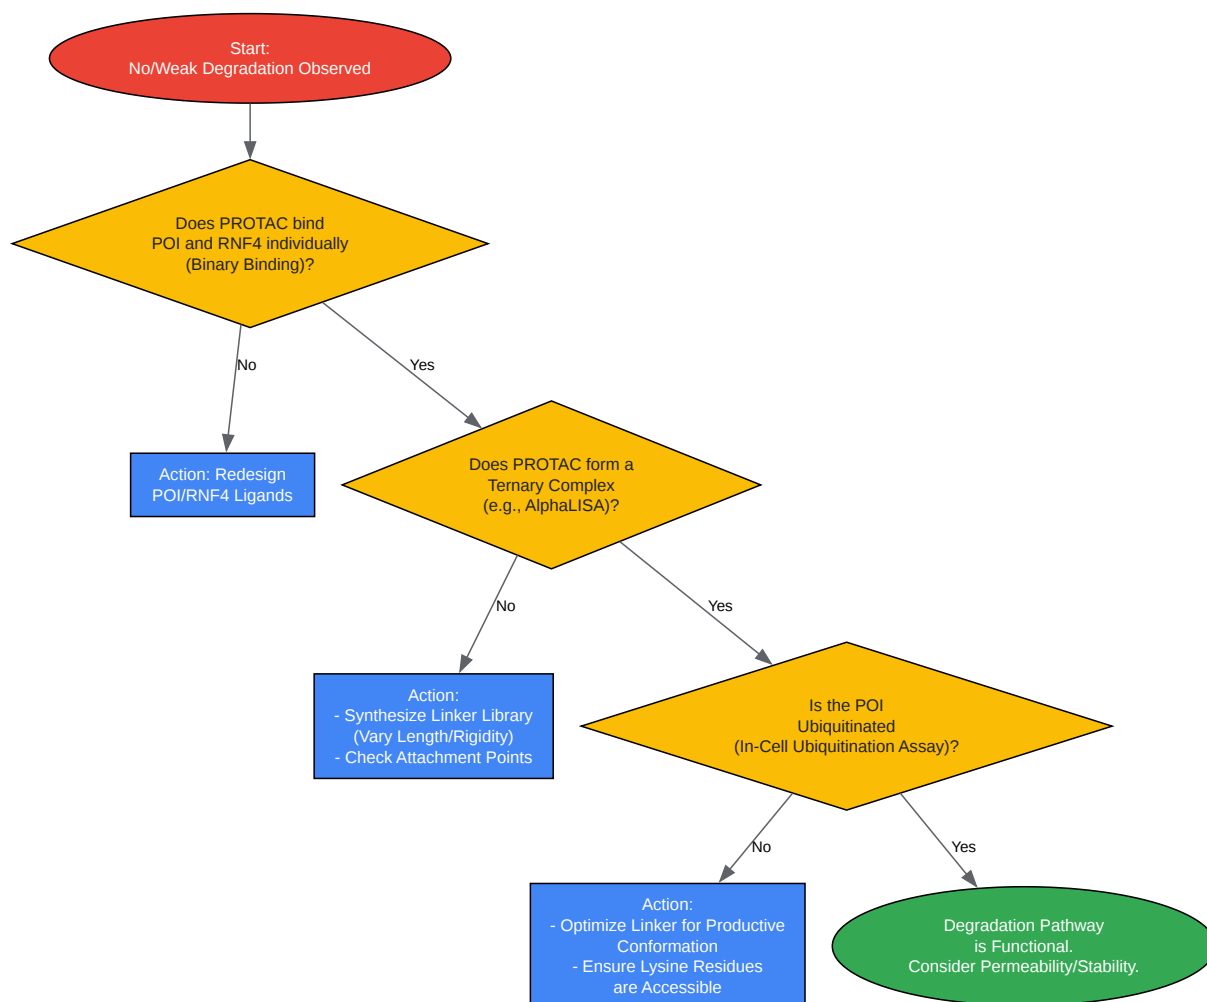 Start:
No/Weak Degradation Observed
Does PROTAC bind
POI and RNF4 individually
(Binary Binding)?
No
Yes
Action: Redesign
POI/RNF4 Ligands
Does PROTAC form a
Ternary Complex
(e.g., AlphaLISA)?
No
Yes
Action:
- Synthesize Linker Library
(Vary Length/Rigidity)
- Check Attachment Points
Is the POI
Ubiquitinated
(In-Cell Ubiquitination Assay)?
No
Yes
Action:
- Optimize Linker for Productive
Conformation
- Ensure Lysine Residues
are Accessible
Degradation Pathway
is Functional.
Consider Permeability/Stability.